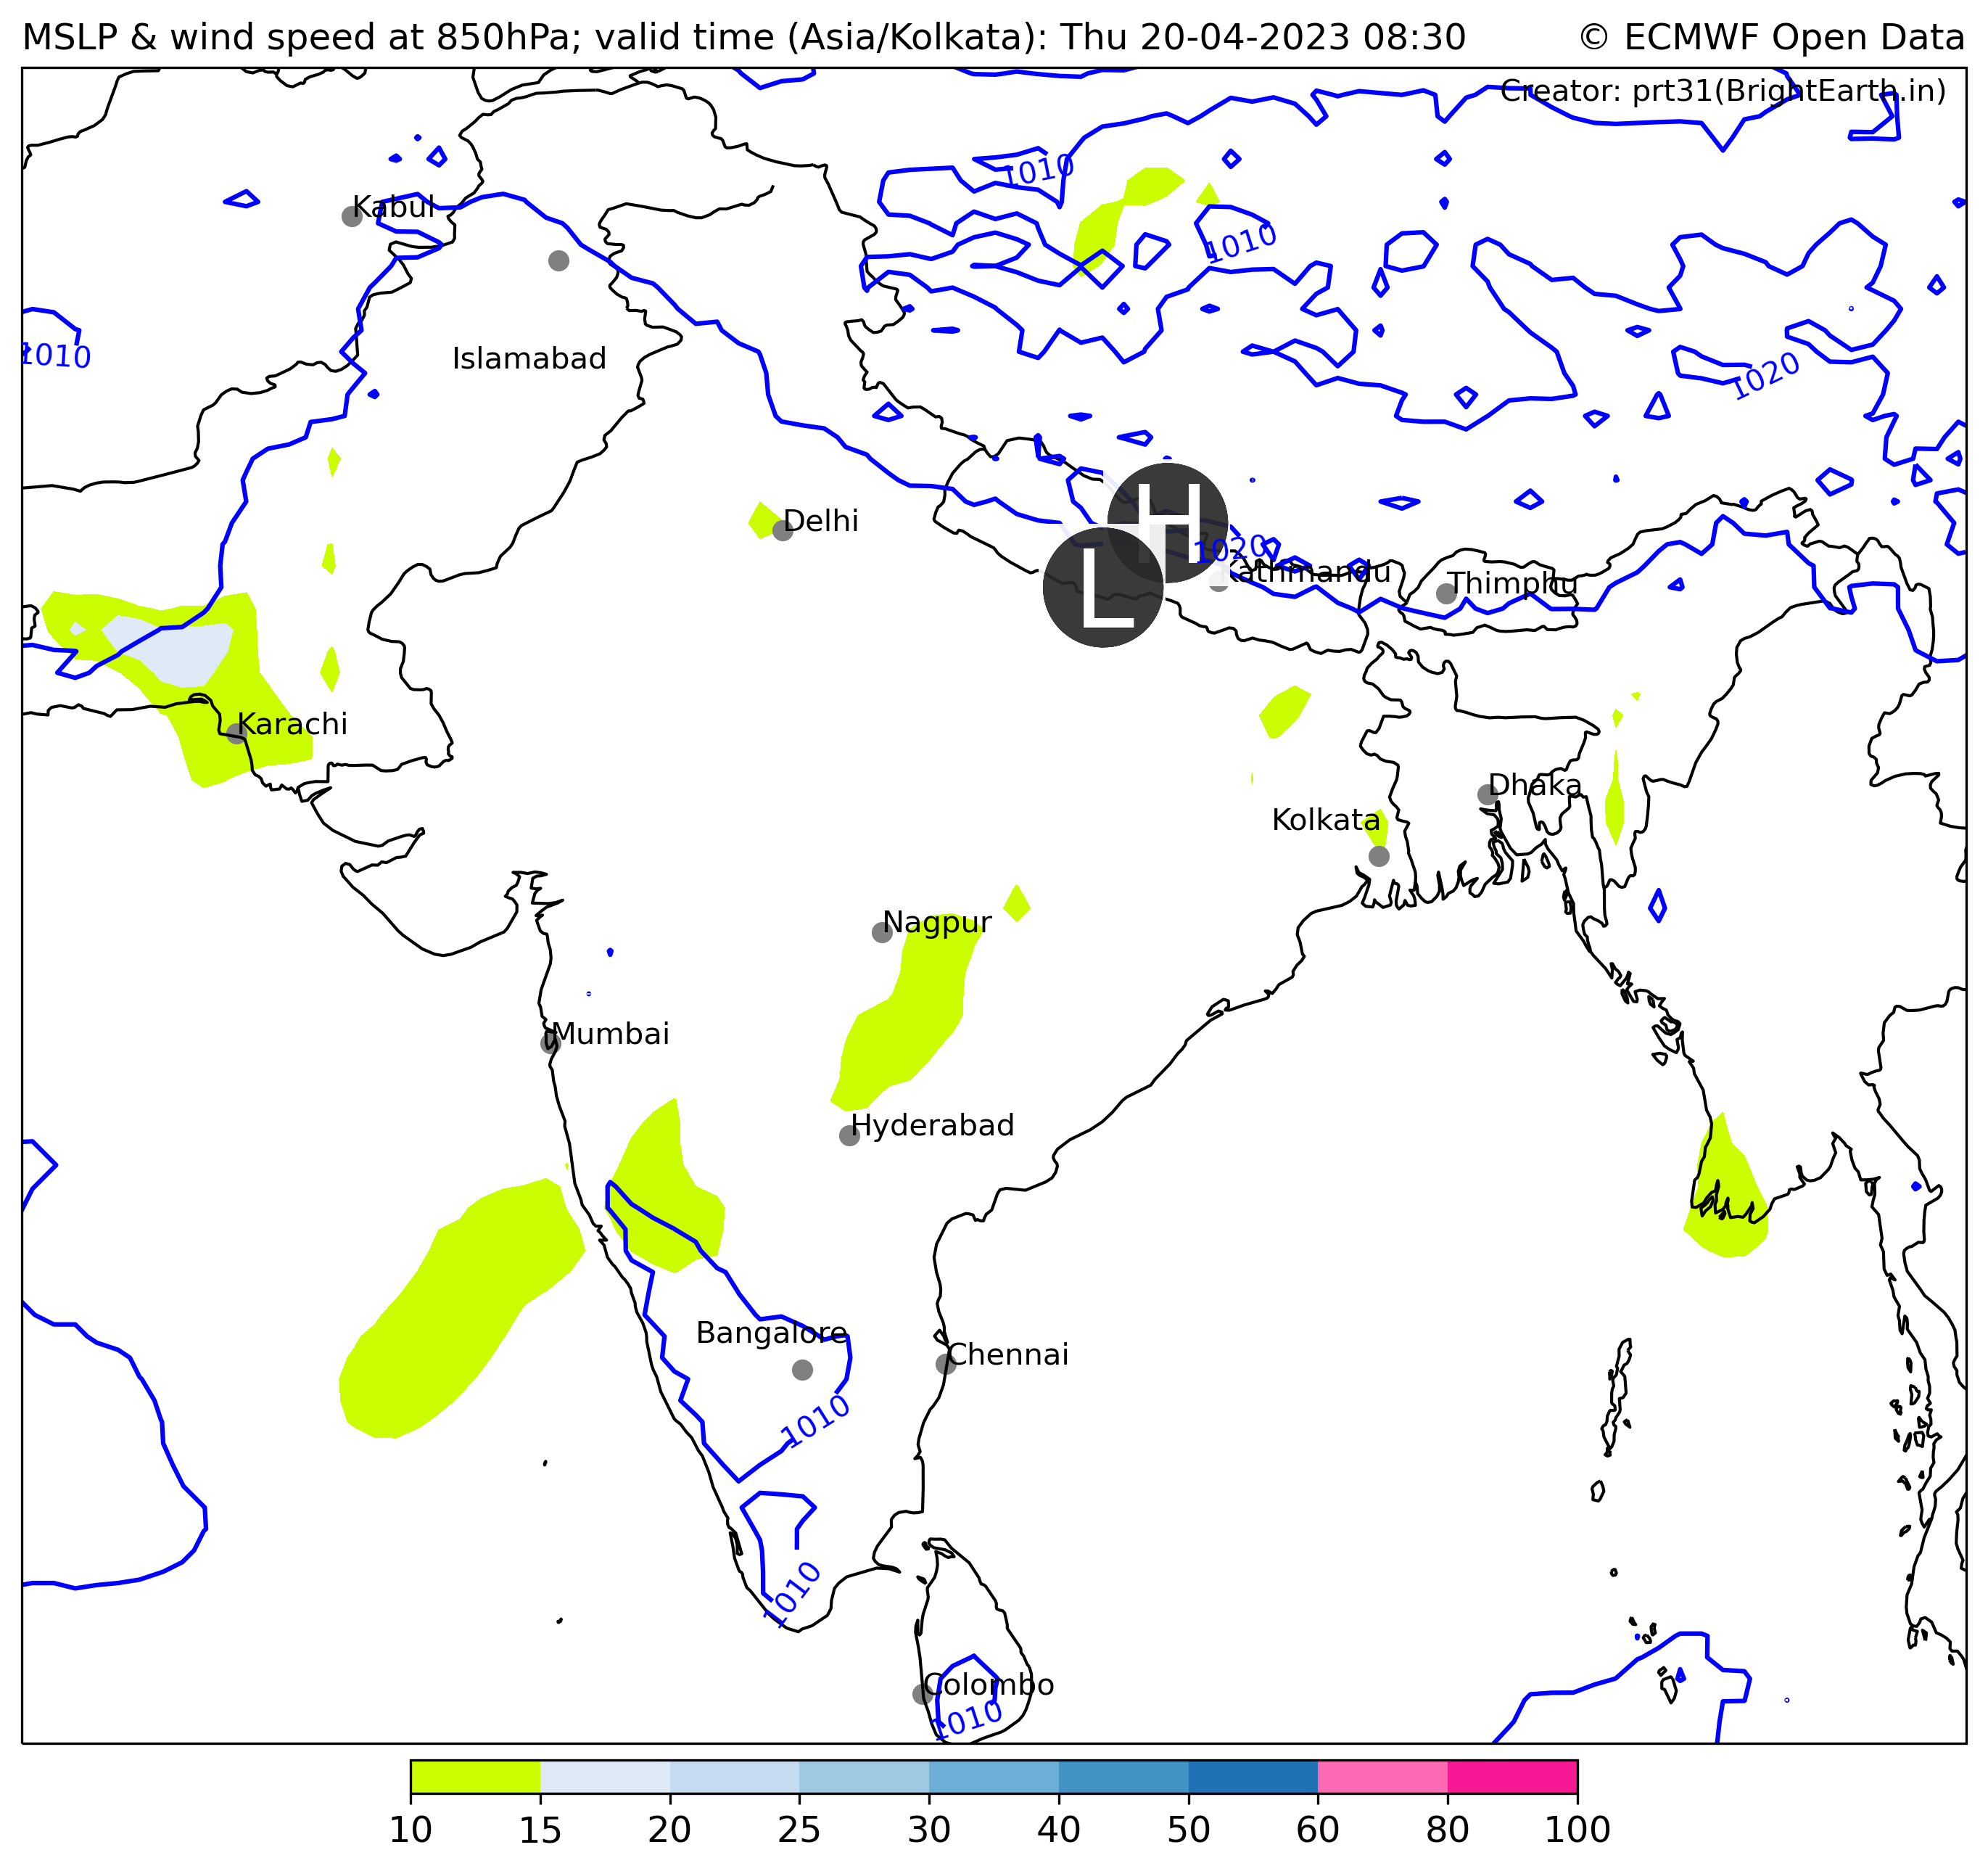 MSLP & wind speed at 850hPa; valid time (Asia/Kolkata): Thu 20-04-2023 08:30
© ECMWF Open Data
Creator: prt31(BrightEarth.in)
1010
Kabul
1010
1010
Islamabad
1020
Delhi
H
1020
Kathmandu
Thimphu
L
Karachi
Dhaka
Kolkata
Nagpur
Mumbai
Hyderabad
Bangalore
Chennai
1010
1010
Colombo
1010
10 15 20 25 30 40 50 60 80 100